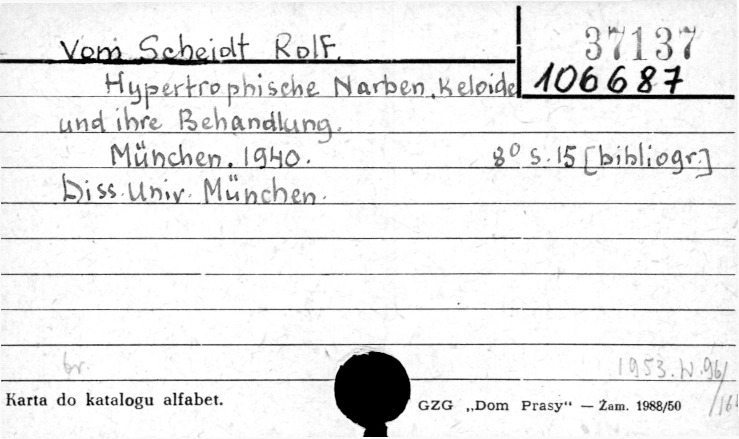 37137
Vom Scheidt Rolf.
106687
Hypertrophische Narben, Keloide
und ihre Behandlung.
München. 1940. 8° s. 15 [bibliogr.]
Diss. Univ. München.
br.
1953. W. 96/
Karta do katalogu alfabet.
GZG „Dom Prasy" — Zam. 1988/50